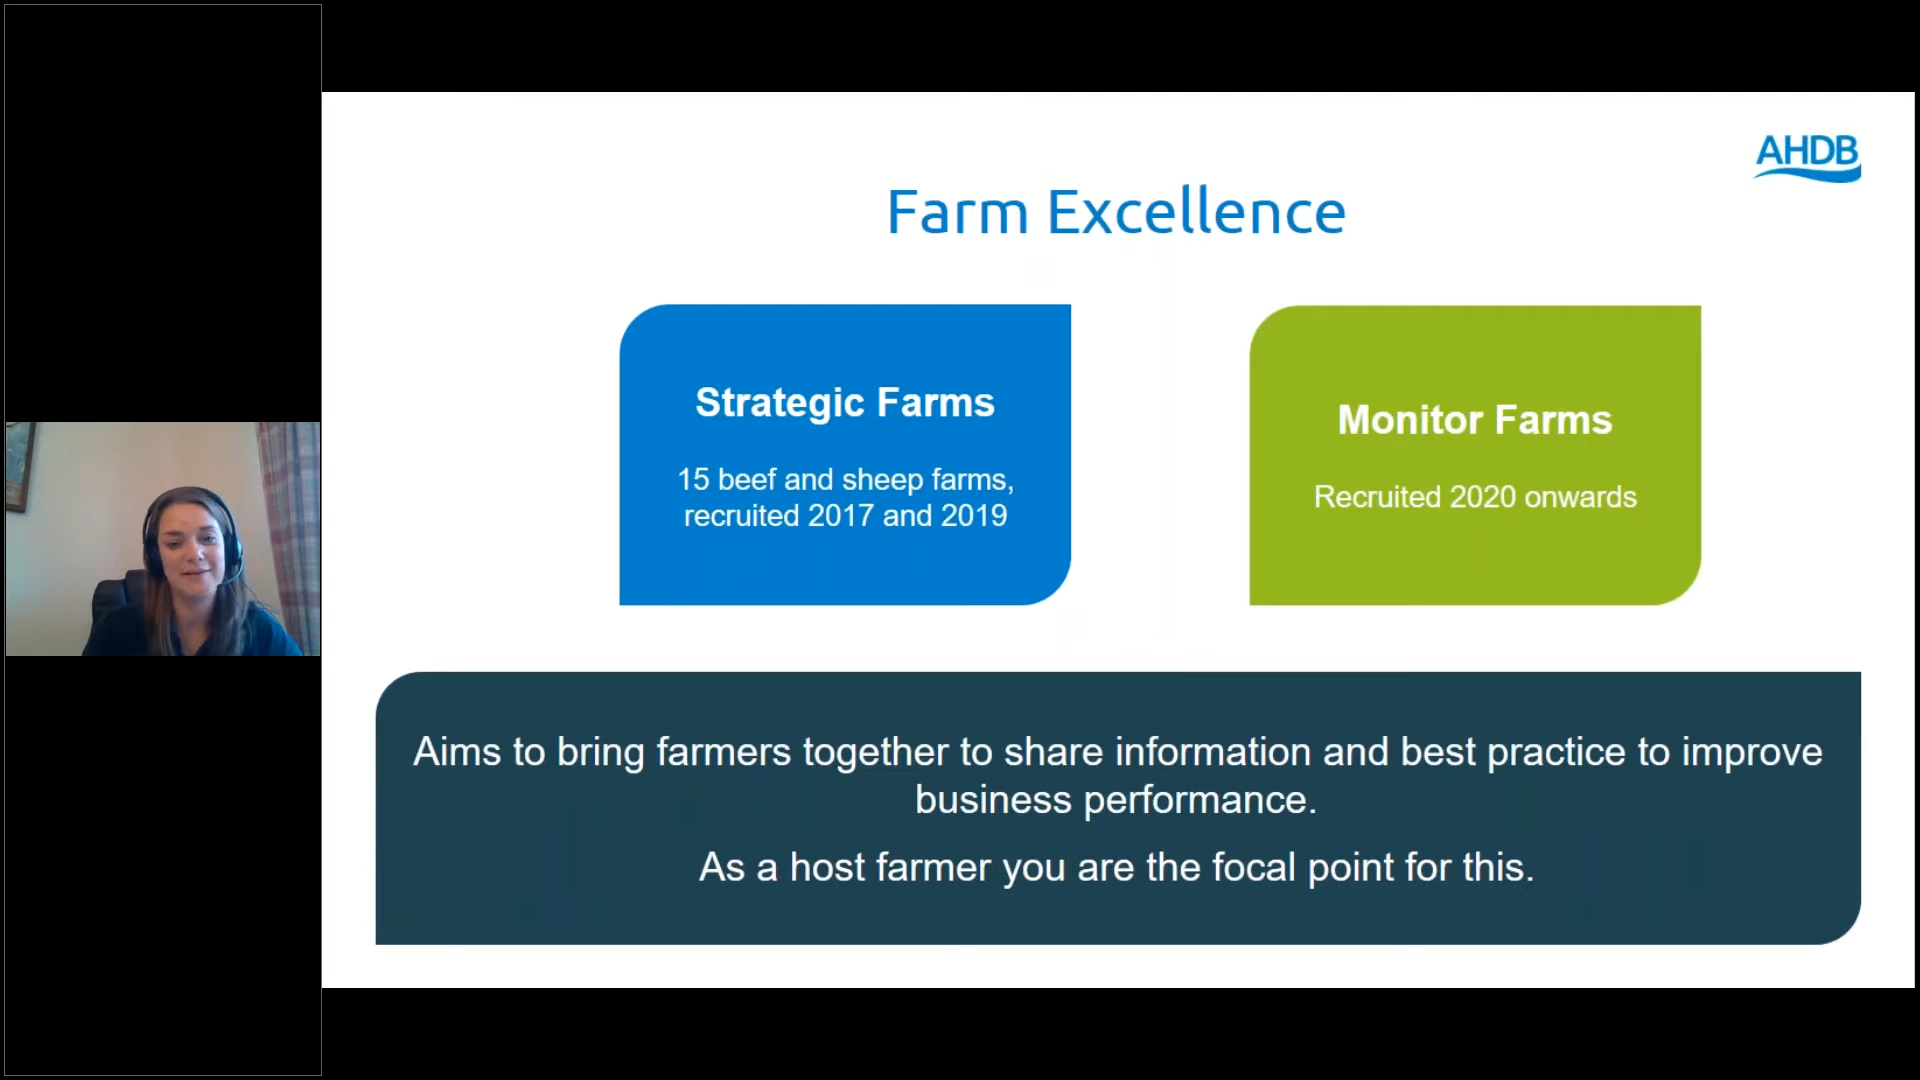 AHDB
Farm Excellence
Strategic Farms
15 beef and sheep farms,
recruited 2017 and 2019
Monitor Farms
Recruited 2020 onwards
Aims to bring farmers together to share information and best practice to improve
business performance.
As a host farmer you are the focal point for this.